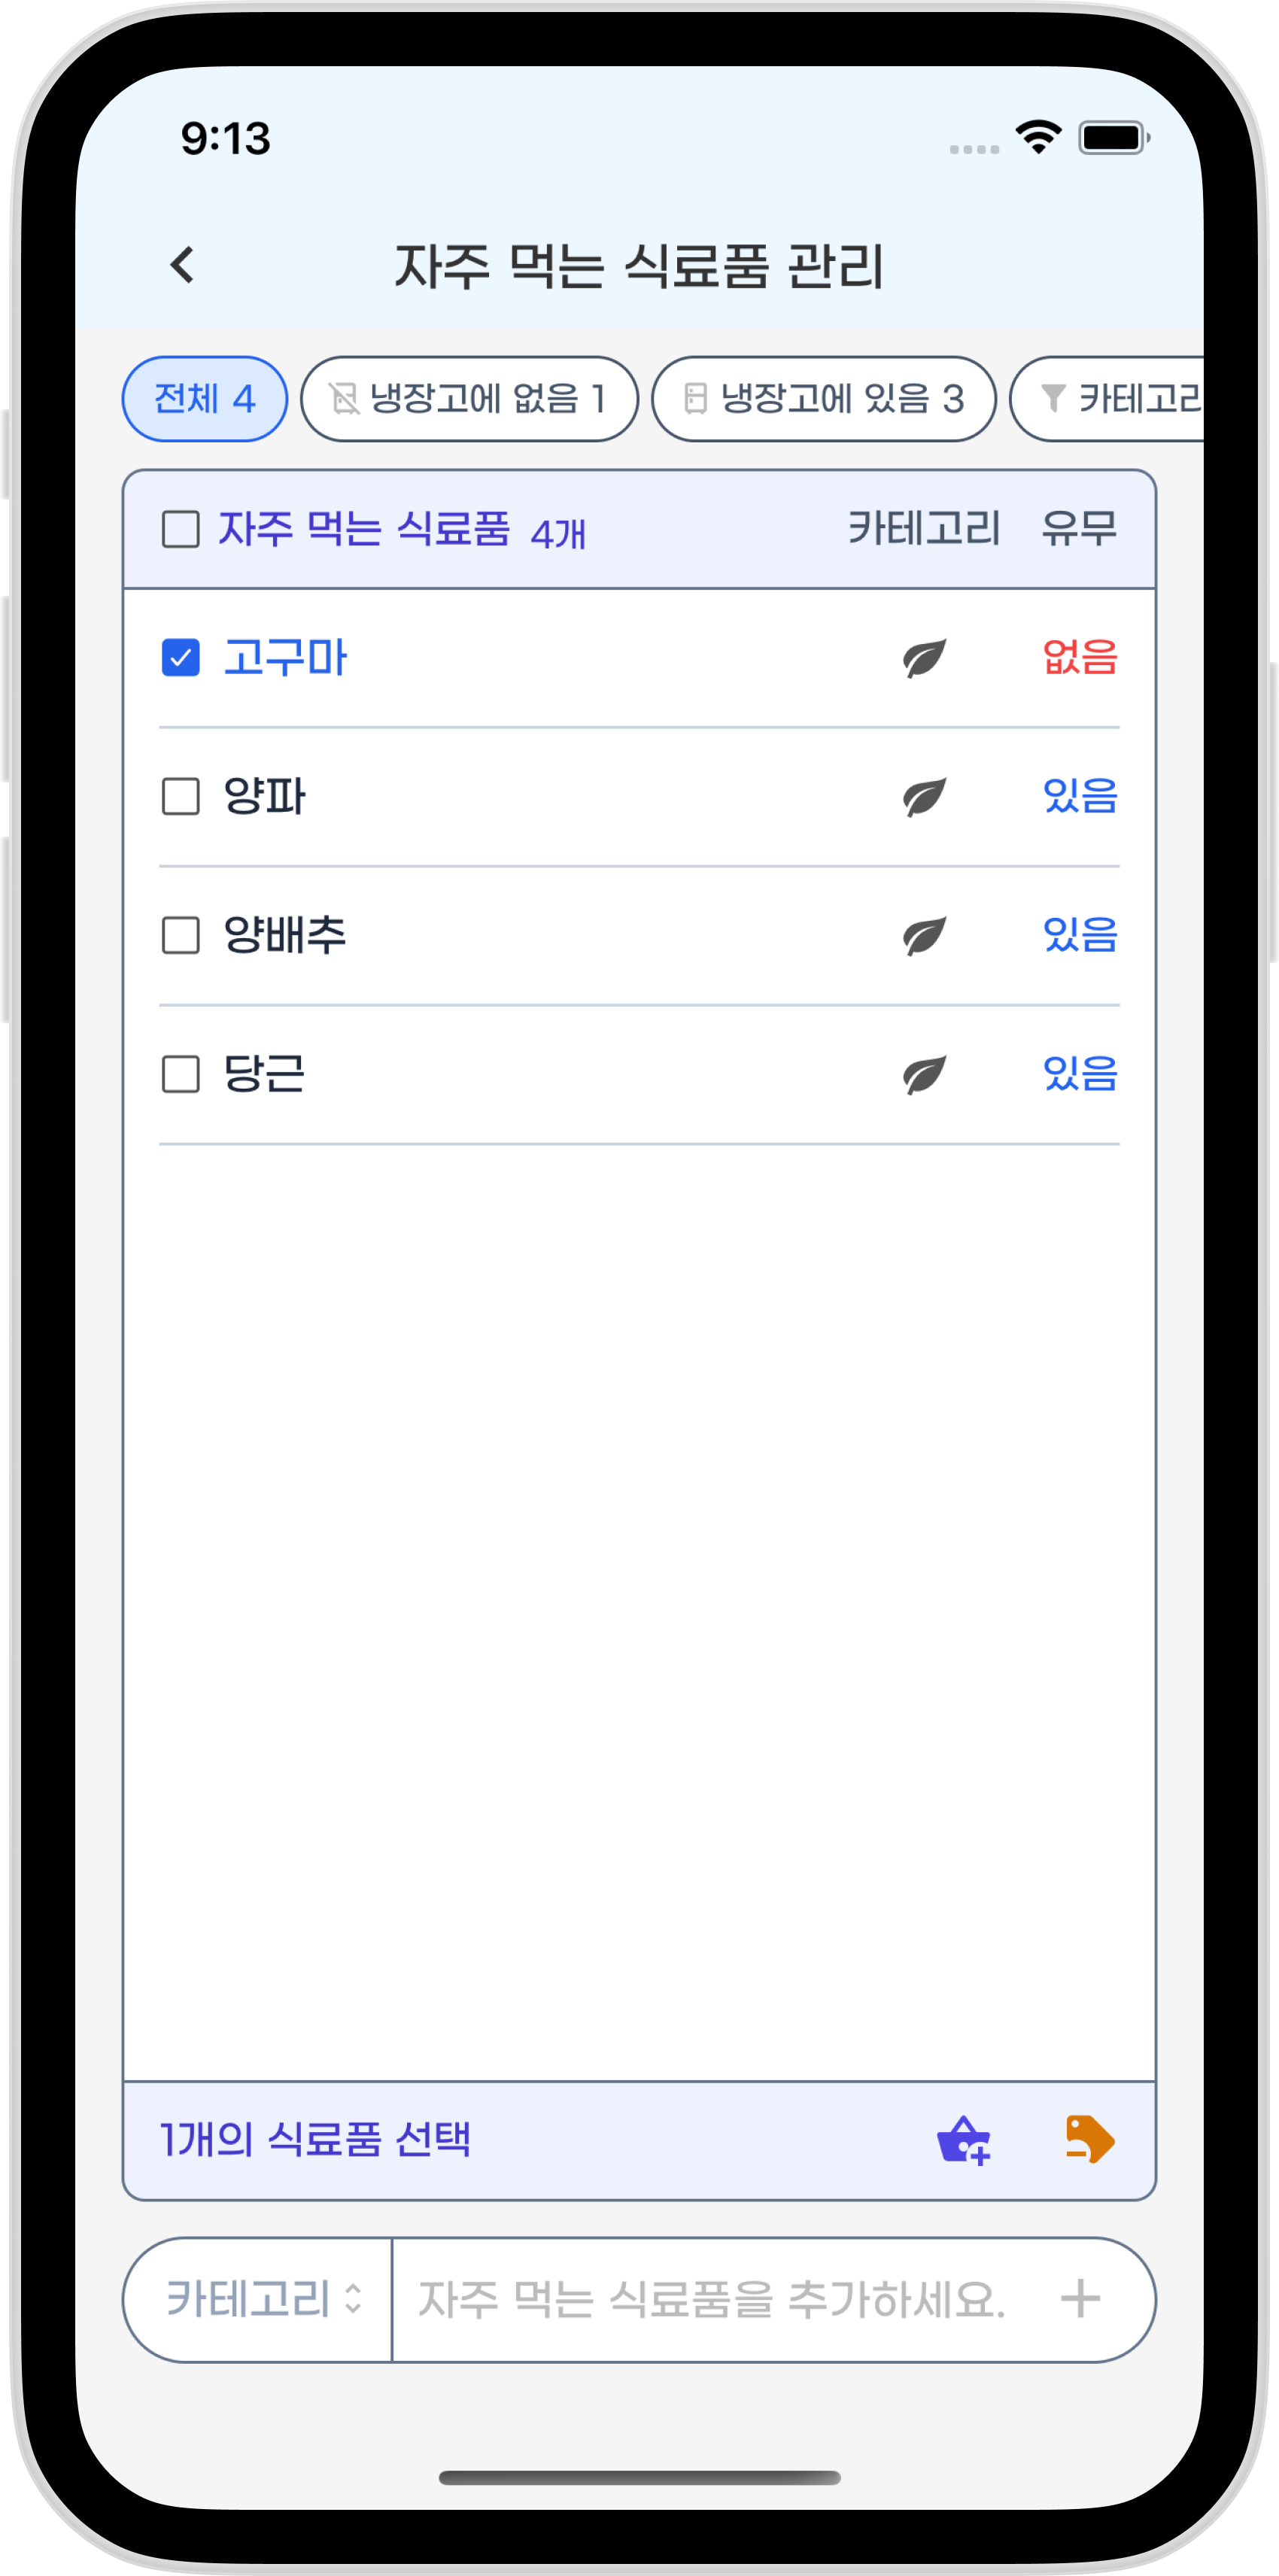 9:13
자주 먹는 식료품 관리
전체 4 냉장고에 없음 1 냉장고에 있음 3 카테고리
자주 먹는 식료품 4개 카테고리 유무
고구마 없음
양파 있음
양배추 있음
당근 있음
1개의 식료품 선택
카테고리 자주 먹는 식료품을 추가하세요.